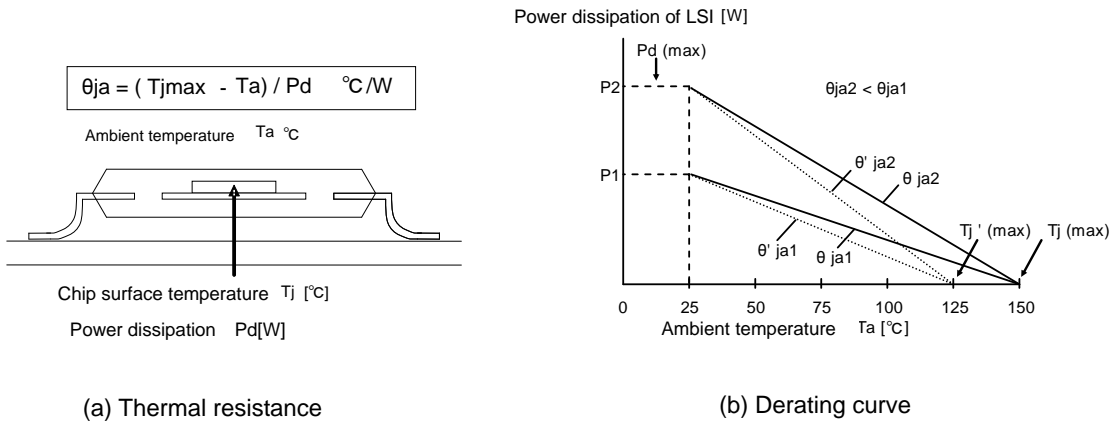 θja = ( Tjmax - Ta) / Pd °C/W
Ambient temperature Ta °C
Chip surface temperature Tj [°C]
Power dissipation Pd[W]
(a) Thermal resistance
Power dissipation of LSI [W]
Pd (max)
P2
θja2 < θja1
θ' ja2
θ ja2
P1
Tj ' (max)
Tj (max)
θ' ja1
θ ja1
0 25 50 75 100 125 150
Ambient temperature Ta [°C]
(b) Derating curve